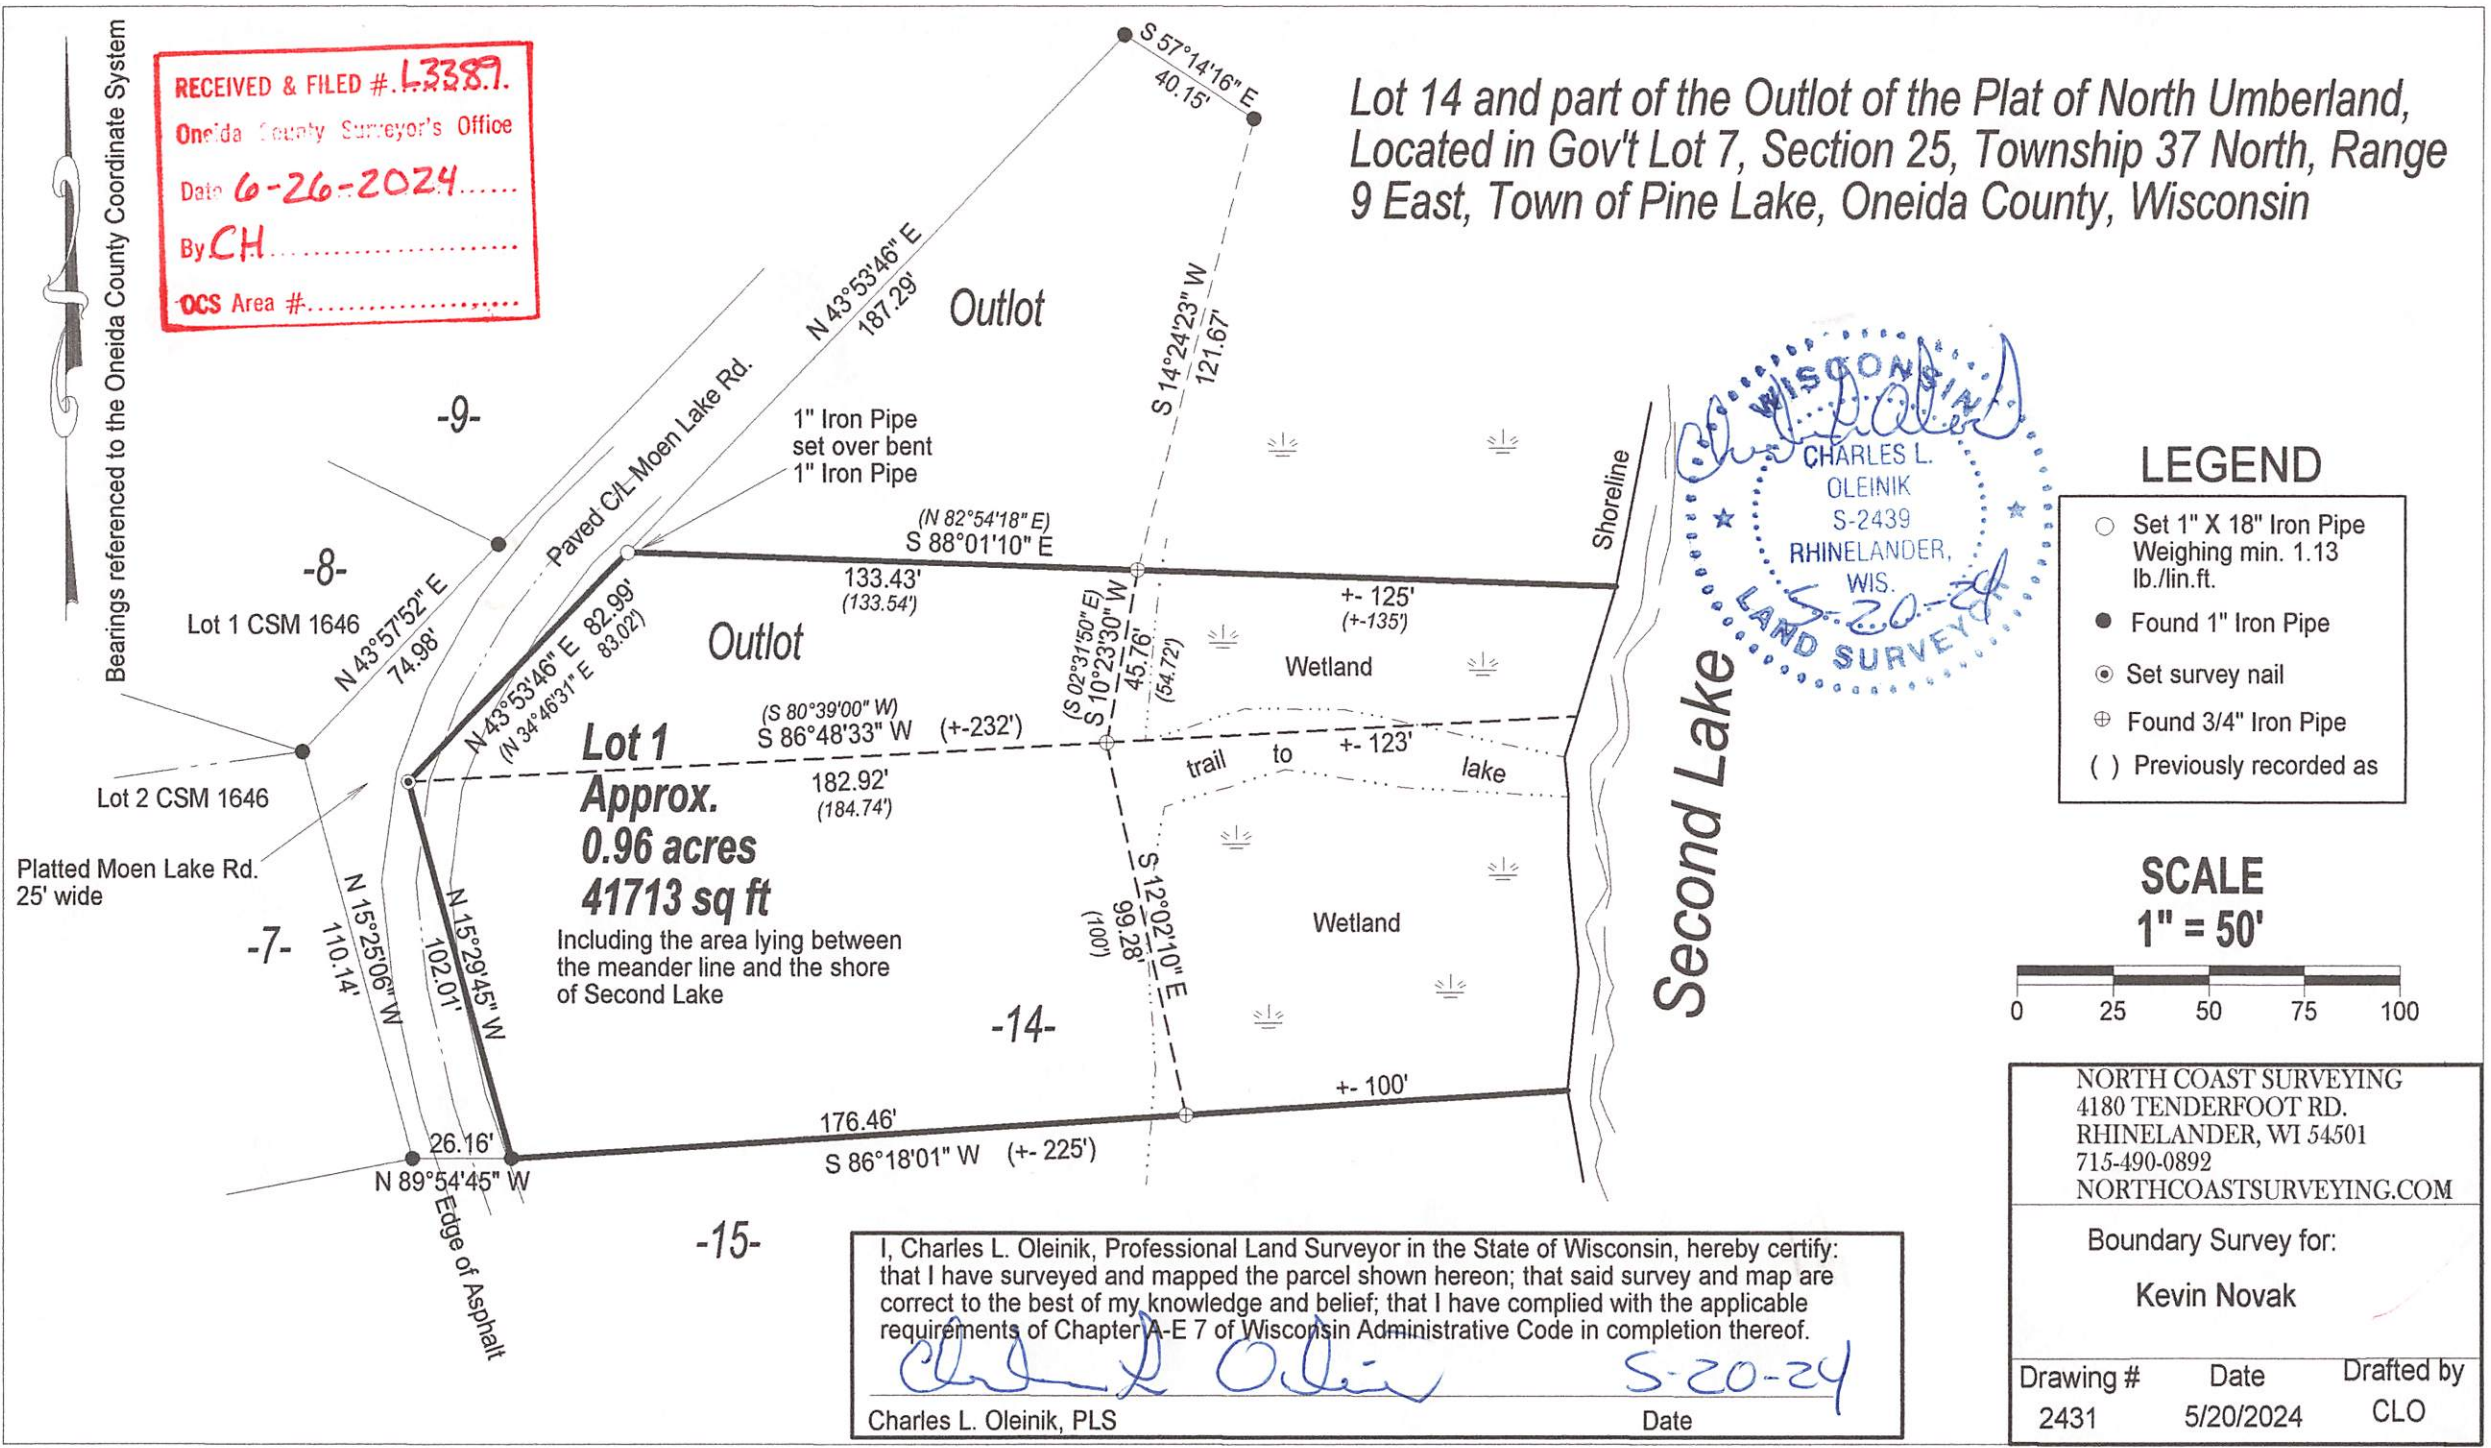 Bearings referenced to the Oneida County Coordinate System
RECEIVED & FILED #.L3389.
Oneida County Surveyor's Office
Date 6-26-2024......
By.CH.......................
OCS Area #......................
Lot 14 and part of the Outlot of the Plat of North Umberland,
Located in Gov't Lot 7, Section 25, Township 37 North, Range
9 East, Town of Pine Lake, Oneida County, Wisconsin
S 57°14'16" E
40.15'
N 43°53'46" E
187.29'
Outlot
S 14°24'23" W
121.67'
-9-
Paved C/L Moen Lake Rd.
1" Iron Pipe
set over bent
1" Iron Pipe
-8-
Lot 1 CSM 1646
N 43°57'52" E
74.98'
Lot 2 CSM 1646
(N 82°54'18" E)
S 88°01'10" E
133.43'
(133.54')
+- 125'
(+-135')
Shoreline
N 43°53'46" E 82.99'
(N 34°46'31" E 83.02')
Outlot
(S 02°31'50" E)
S 10°23'30" W
45.76'
(54.72')
Wetland
(S 80°39'00" W)
S 86°48'33" W (+-232')
182.92'
(184.74')
+- 123'
trail to lake
Lot 1
Approx.
0.96 acres
41713 sq ft
Including the area lying between
the meander line and the shore
of Second Lake
Platted Moen Lake Rd.
25' wide
-7-
N 15°25'06" W
110.14'
N 15°29'45" W
102.01'
S 12°02'10" E
99.28'
(100')
Wetland
-14-
Second Lake
+- 100'
176.46'
S 86°18'01" W (+- 225')
26.16'
N 89°54'45" W
Edge of Asphalt
-15-
WISCONSIN
CHARLES L.
OLEINIK
S-2439
RHINELANDER,
WIS.
5-20-24
LAND SURVEYOR
LEGEND
Set 1" X 18" Iron Pipe
Weighing min. 1.13
lb./lin.ft.
Found 1" Iron Pipe
Set survey nail
Found 3/4" Iron Pipe
( ) Previously recorded as
SCALE
1" = 50'
0 25 50 75 100
NORTH COAST SURVEYING
4180 TENDERFOOT RD.
RHINELANDER, WI 54501
715-490-0892
NORTHCOASTSURVEYING.COM
Boundary Survey for:
Kevin Novak
Drawing # Date Drafted by
2431 5/20/2024 CLO
I, Charles L. Oleinik, Professional Land Surveyor in the State of Wisconsin, hereby certify:
that I have surveyed and mapped the parcel shown hereon; that said survey and map are
correct to the best of my knowledge and belief; that I have complied with the applicable
requirements of Chapter A-E 7 of Wisconsin Administrative Code in completion thereof.
5-20-24
Charles L. Oleinik, PLS Date